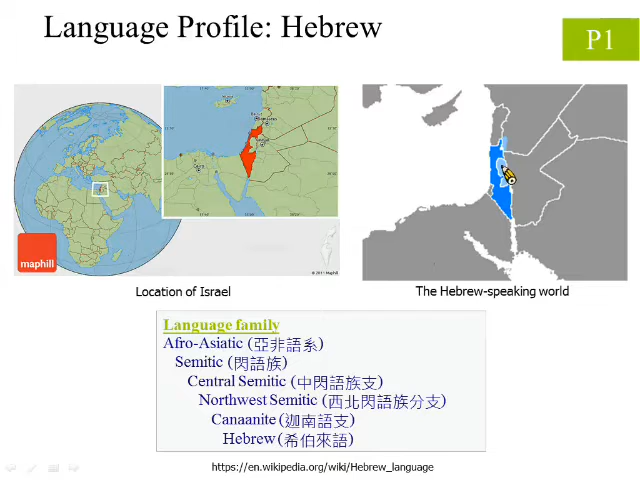 Language Profile: Hebrew
P1
maphill
© 2011 Maphill
Location of Israel
The Hebrew-speaking world
Language family
Afro-Asiatic (亞非語系)
Semitic (閃語族)
Central Semitic (中閃語族支)
Northwest Semitic (西北閃語族分支)
Canaanite (迦南語支)
Hebrew (希伯來語)
https://en.wikipedia.org/wiki/Hebrew_language